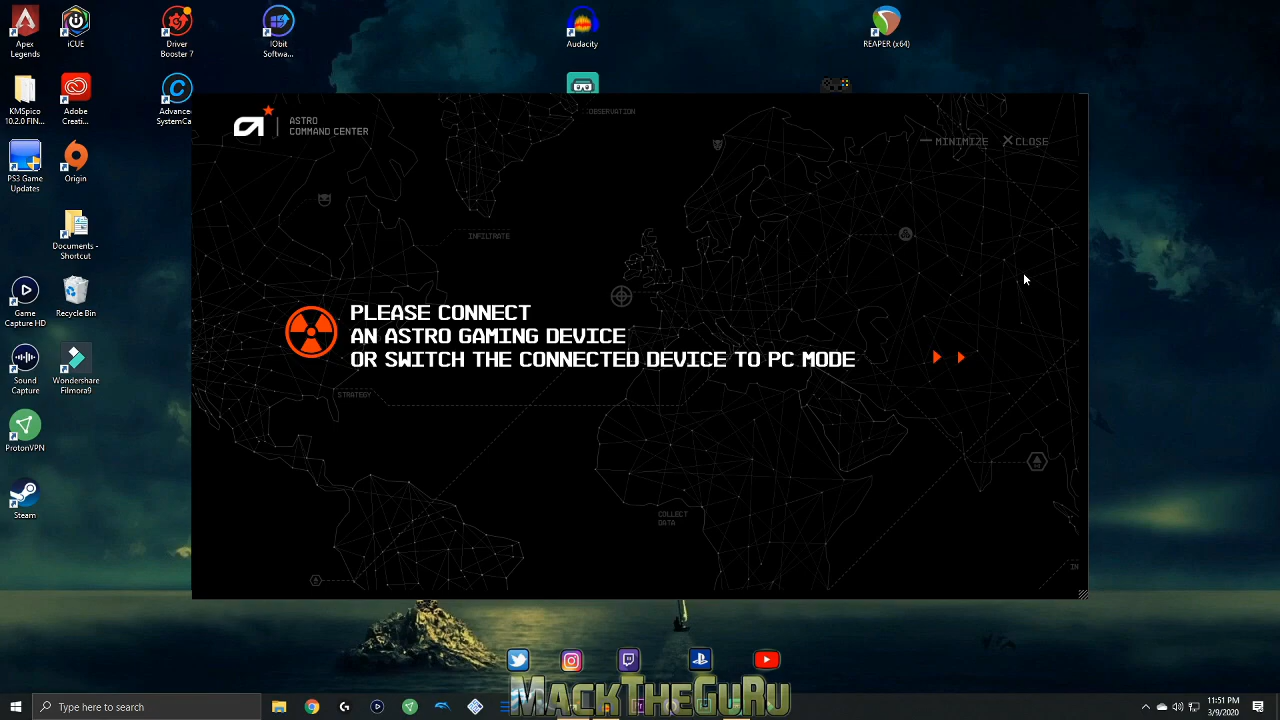 Apex
Legends
iCUE
Driver
Booster 7
IObit
Softwa...
Audacity
REAPER (x64)
KMSpico
10.2.0 FIN...
Adobe
Creati...
Advance...
SystemCa...
PS3 Game
Updates
Origin
Documents -
Shortcut
Game
Capture HD
Recycle Bin
Sound
Capture
Wondershare
Filmora9
ProtonVPN
Steam
ASTRO
COMMAND CENTER
OBSERVATION
MINIMIZE
CLOSE
INFILTRATE
PLEASE CONNECT
AN ASTRO GAMING DEVICE
OR SWITCH THE CONNECTED DEVICE TO PC MODE
STRATEGY
COLLECT
DATA
IN
MackTheGuRu
Type here to search
11:51 PM
3/9/2020